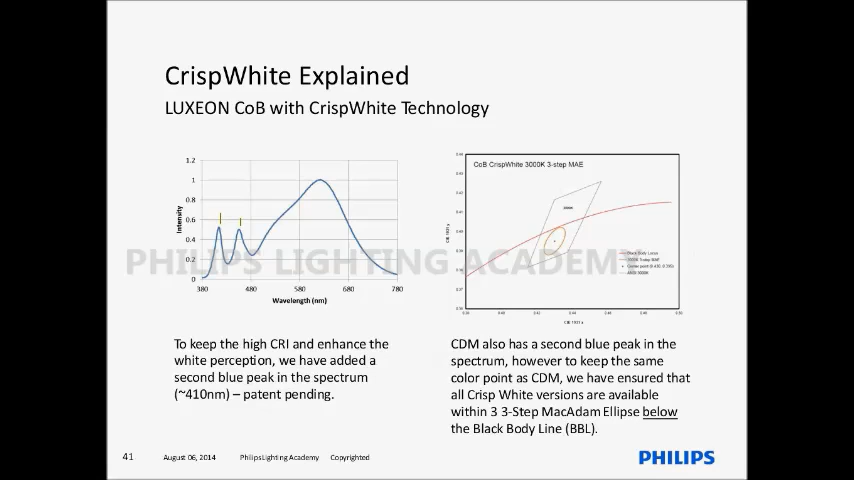 CrispWhite Explained
LUXEON CoB with CrispWhite Technology
1.2
1
0.8
0.6
0.4
0.2
0
Intensity
380
480
580
680
780
Wavelength (nm)
CoB CrispWhite 3000K 3-step MAE
Black Body Locus
PHILIPS LIGHTING ACADEM
To keep the high CRI and enhance the
white perception, we have added a
second blue peak in the spectrum
(~410nm) – patent pending.
CDM also has a second blue peak in the
spectrum, however to keep the same
color point as CDM, we have ensured that
all Crisp White versions are available
within 3 3-Step MacAdam Ellipse below
the Black Body Line (BBL).
41
August 06, 2014
PhilipsLighting Academy
Copyrighted
PHILIPS